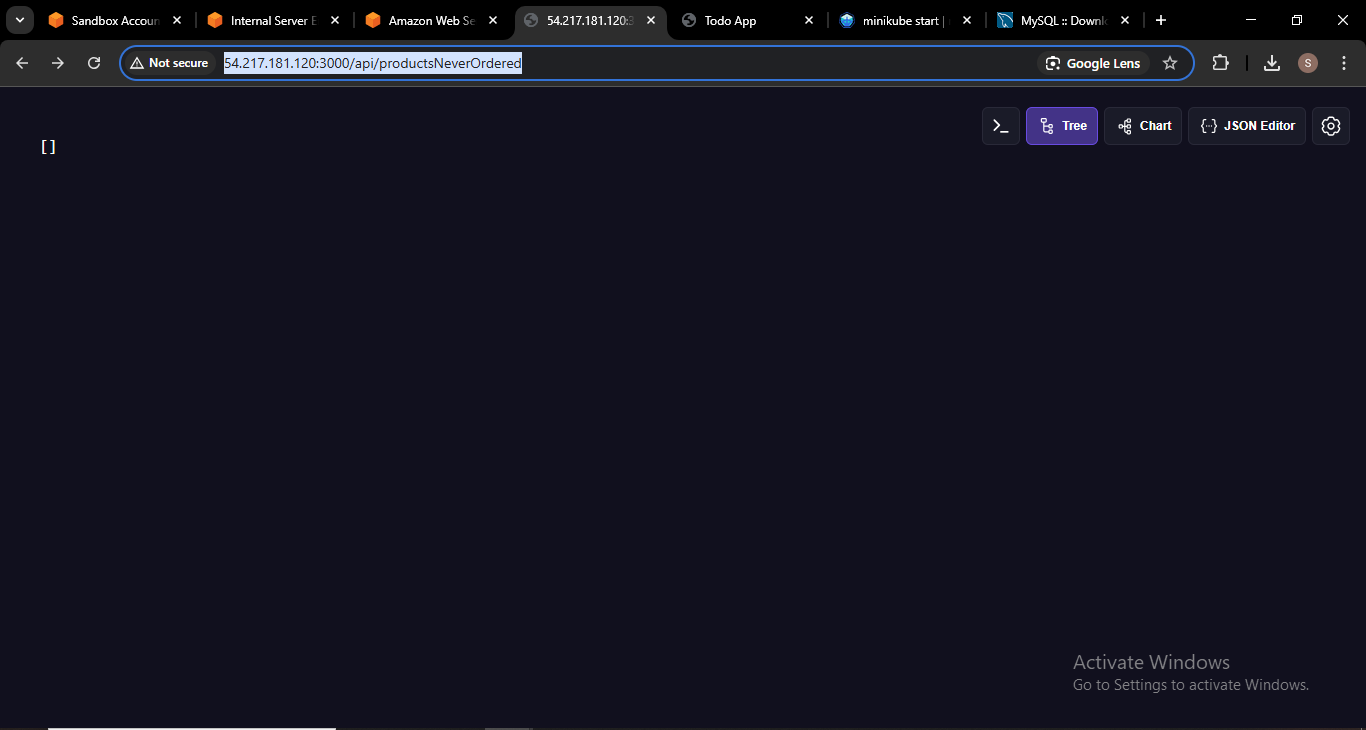 Sandbox Accoun
Internal Server E
Amazon Web Se
54.217.181.120:3
Todo App
minikube start |
MySQL :: Downlo
Not secure
54.217.181.120:3000/api/productsNeverOrdered
Google Lens
S
Tree
Chart
JSON Editor
[]
Activate Windows
Go to Settings to activate Windows.